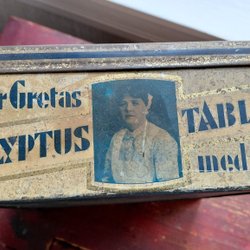 r Gretas
YPTUS TABL
med